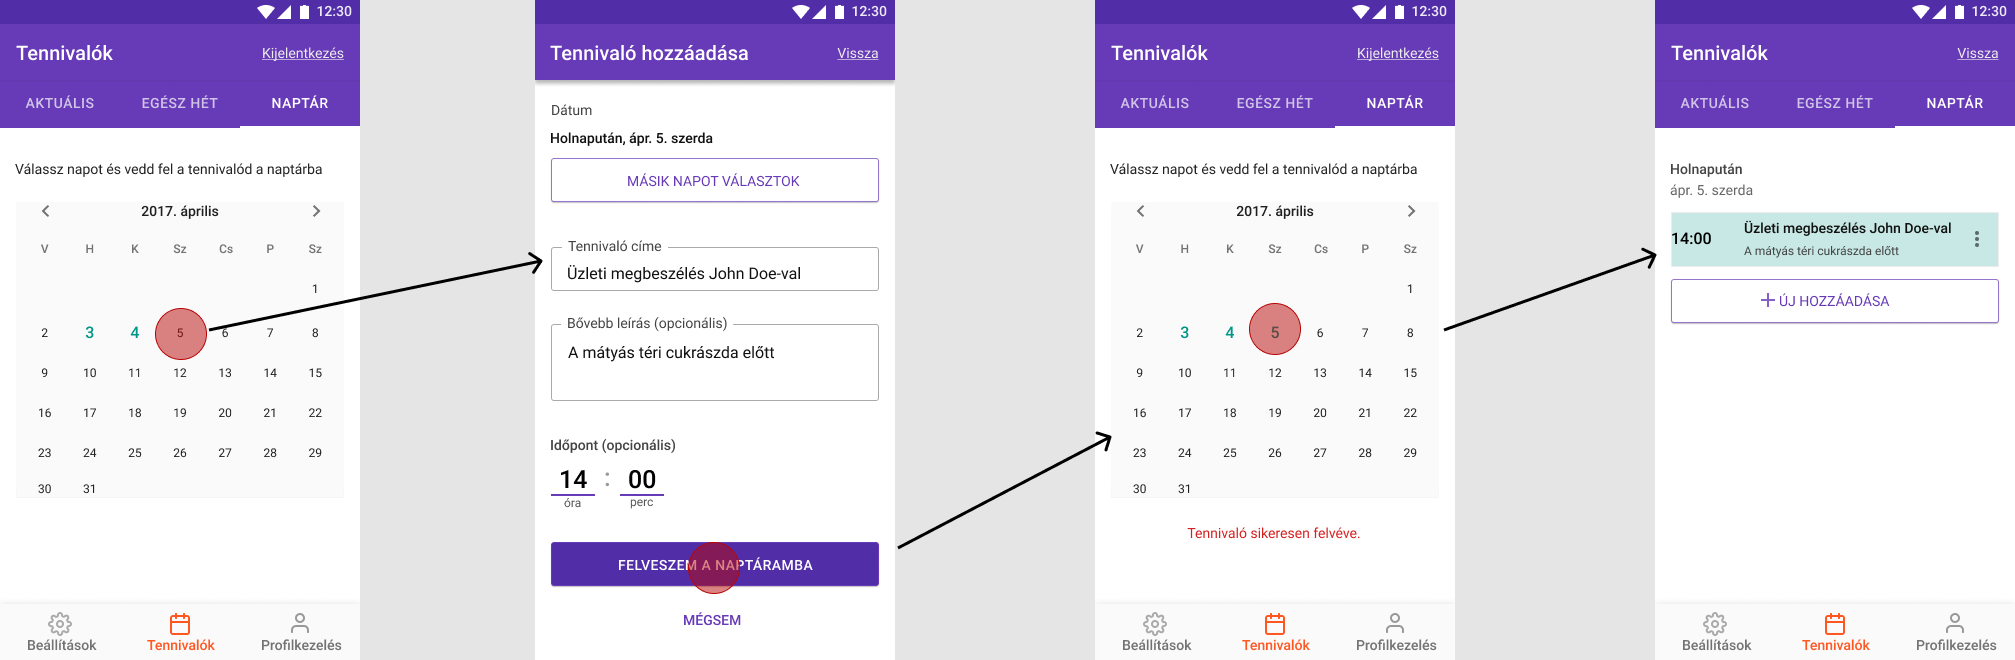 12:30
Tennivalók Kijelentkezés
AKTUÁLIS EGÉSZ HÉT NAPTÁR
Válassz napot és vedd fel a tennivalód a naptárba
2017. április
V H K Sz Cs P Sz
1
2 3 4 5 6 7 8
9 10 11 12 13 14 15
16 17 18 19 20 21 22
23 24 25 26 27 28 29
30 31
Beállítások Tennivalók Profilkezelés
12:30
Tennivaló hozzáadása Vissza
Dátum
Holnapután, ápr. 5. szerda
MÁSIK NAPOT VÁLASZTOK
Tennivaló címe
Üzleti megbeszélés John Doe-val
Bővebb leírás (opcionális)
A mátyás téri cukrászda előtt
Időpont (opcionális)
14 : 00
óra perc
FELVESZEM A NAPTÁRAMBA
MÉGSEM
12:30
Tennivalók Kijelentkezés
AKTUÁLIS EGÉSZ HÉT NAPTÁR
Válassz napot és vedd fel a tennivalód a naptárba
2017. április
V H K Sz Cs P Sz
1
2 3 4 5 6 7 8
9 10 11 12 13 14 15
16 17 18 19 20 21 22
23 24 25 26 27 28 29
30 31
Tennivaló sikeresen felvéve.
Beállítások Tennivalók Profilkezelés
12:30
Tennivalók Vissza
AKTUÁLIS EGÉSZ HÉT NAPTÁR
Holnapután
ápr. 5. szerda
14:00 Üzleti megbeszélés John Doe-val
A mátyás téri cukrászda előtt
ÚJ HOZZÁADÁSA
Beállítások Tennivalók Profilkezelés